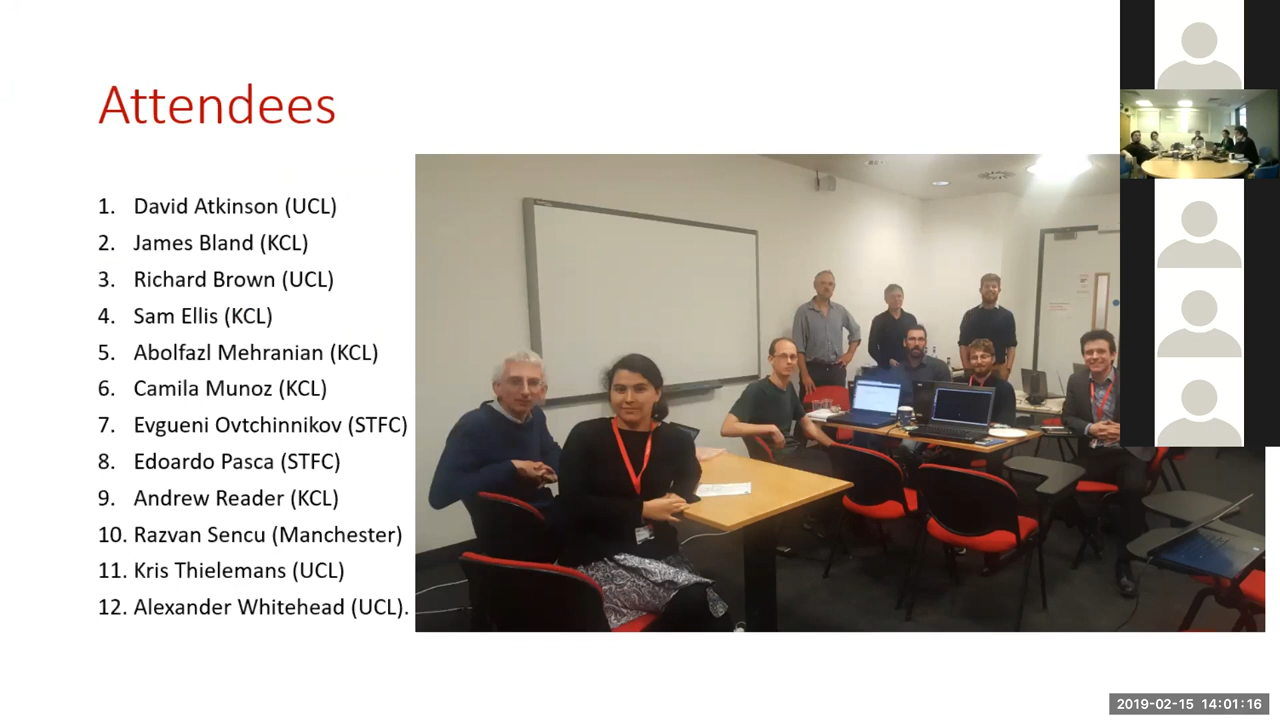 Attendees
1. David Atkinson (UCL)
2. James Bland (KCL)
3. Richard Brown (UCL)
4. Sam Ellis (KCL)
5. Abolfazl Mehranian (KCL)
6. Camila Munoz (KCL)
7. Evgueni Ovtchinnikov (STFC)
8. Edoardo Pasca (STFC)
9. Andrew Reader (KCL)
10. Razvan Sencu (Manchester)
11. Kris Thielemans (UCL)
12. Alexander Whitehead (UCL).
2019-02-15 14:01:16